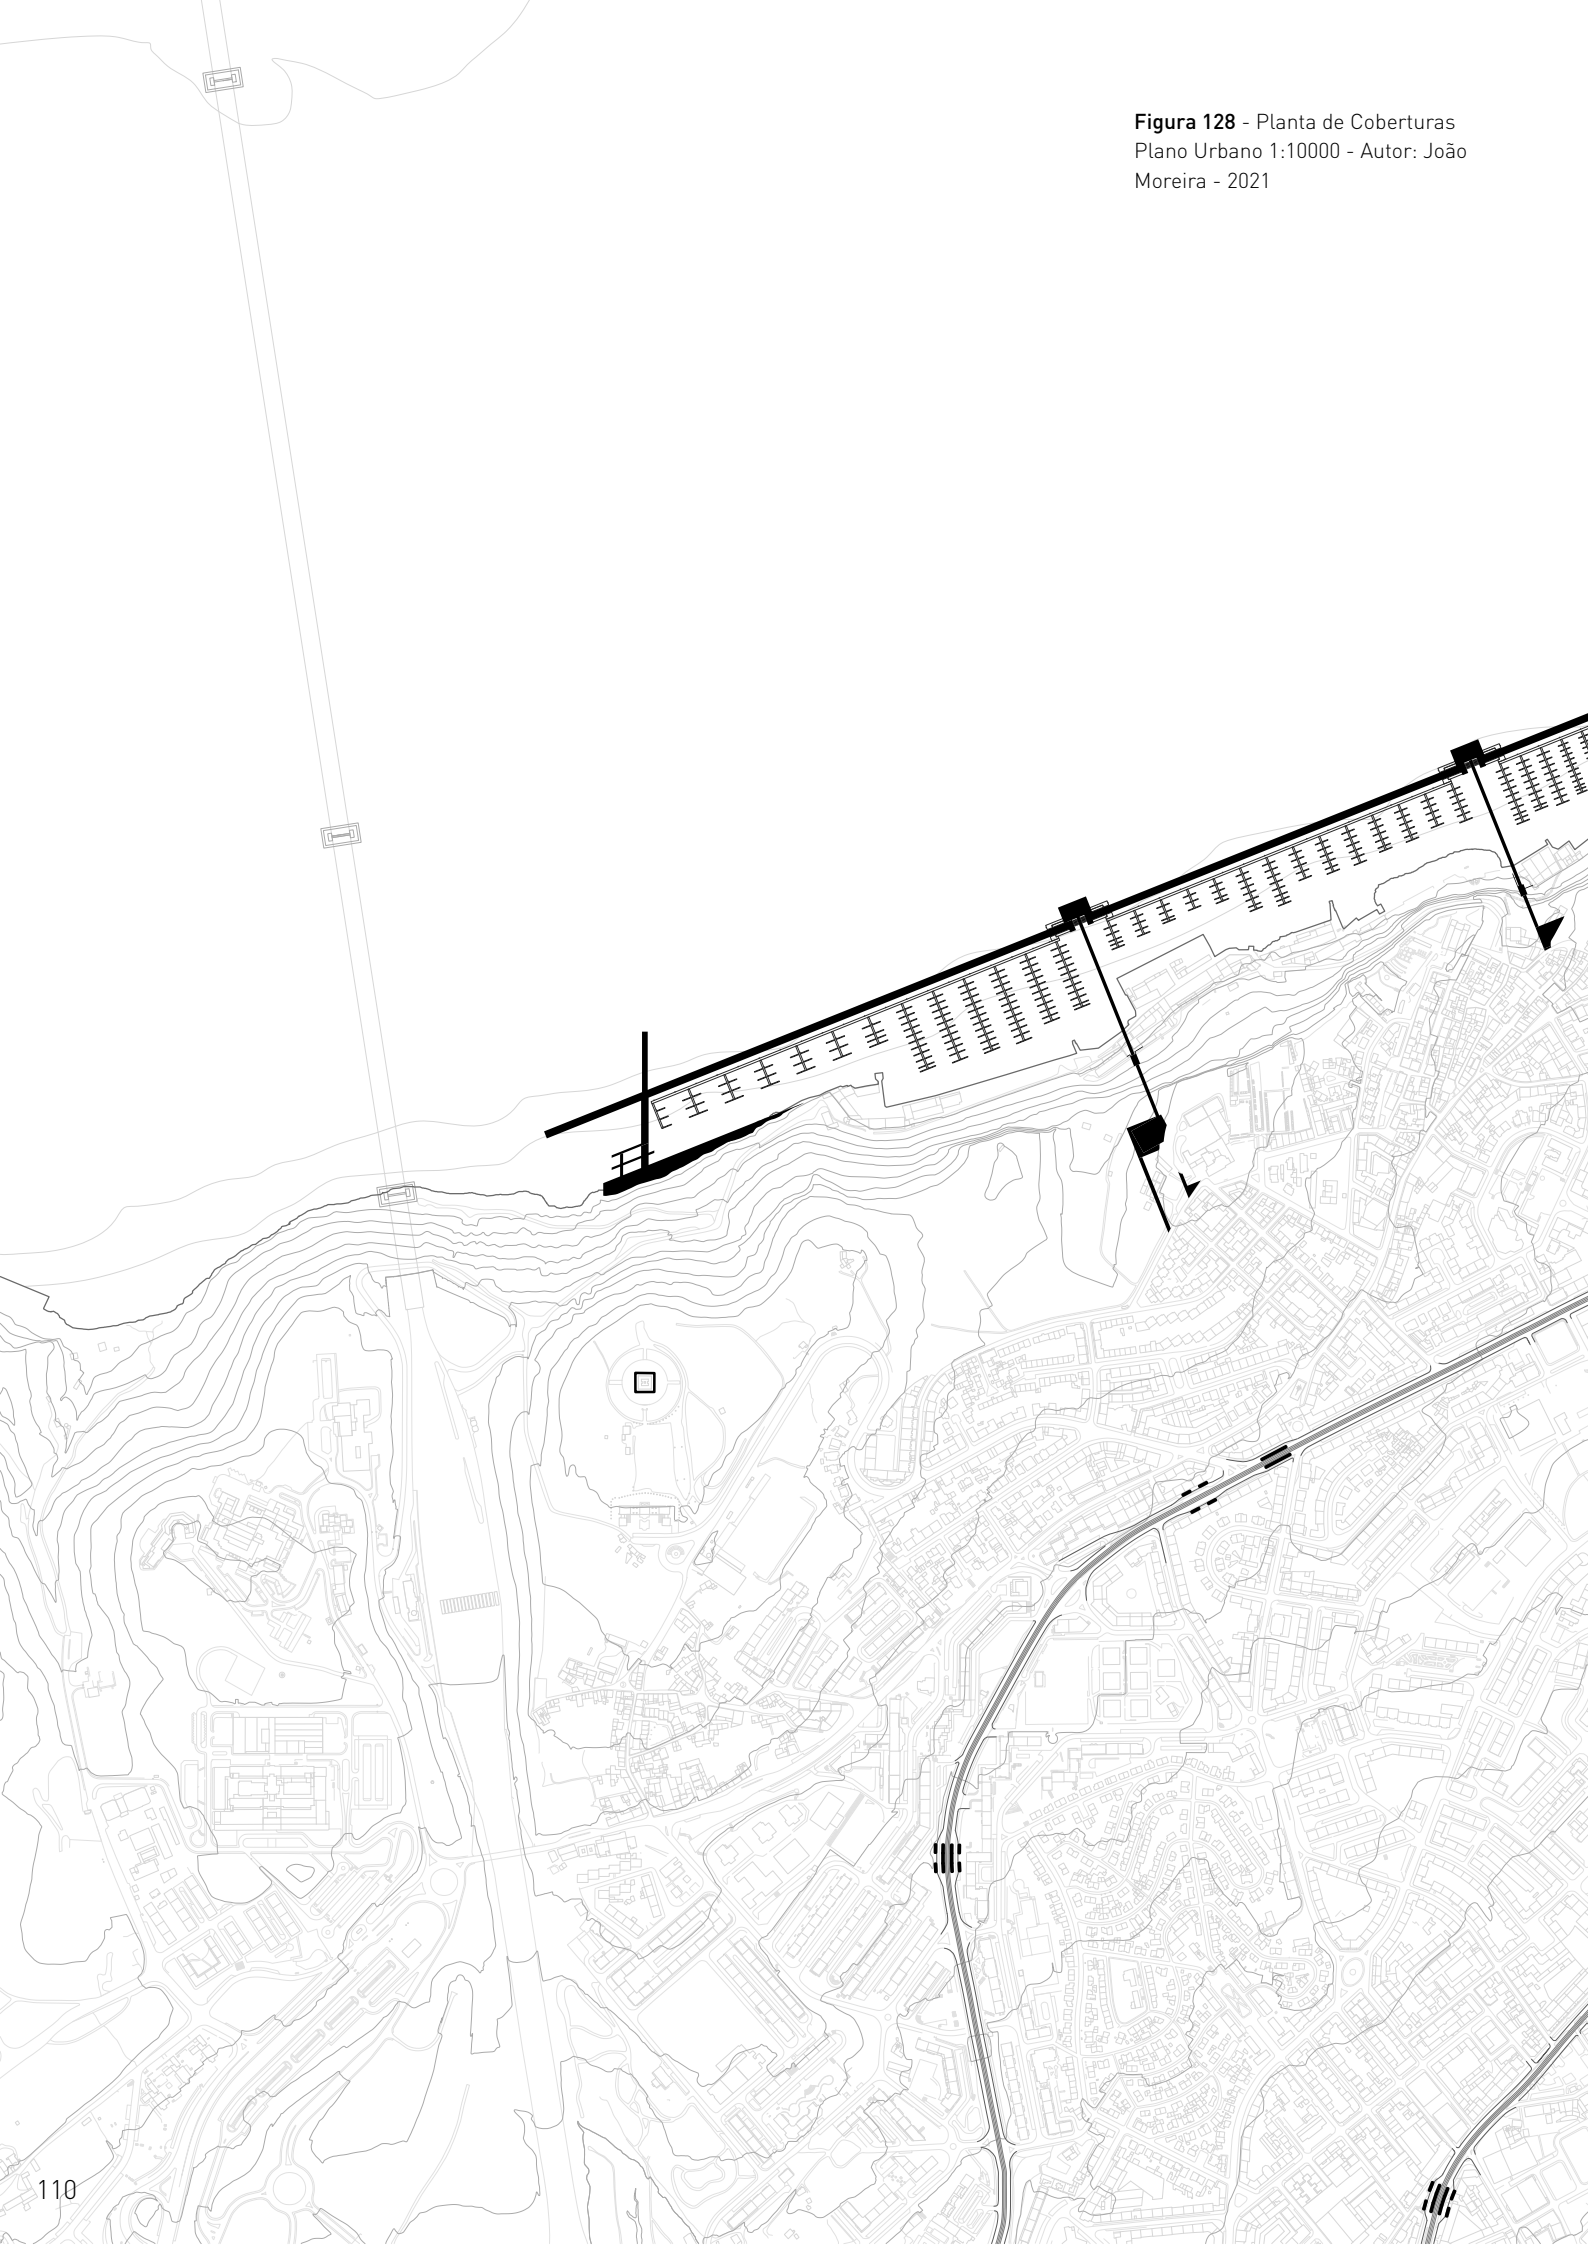 Figura 128 - Planta de Coberturas
Plano Urbano 1:10000 - Autor: João
Moreira - 2021
110